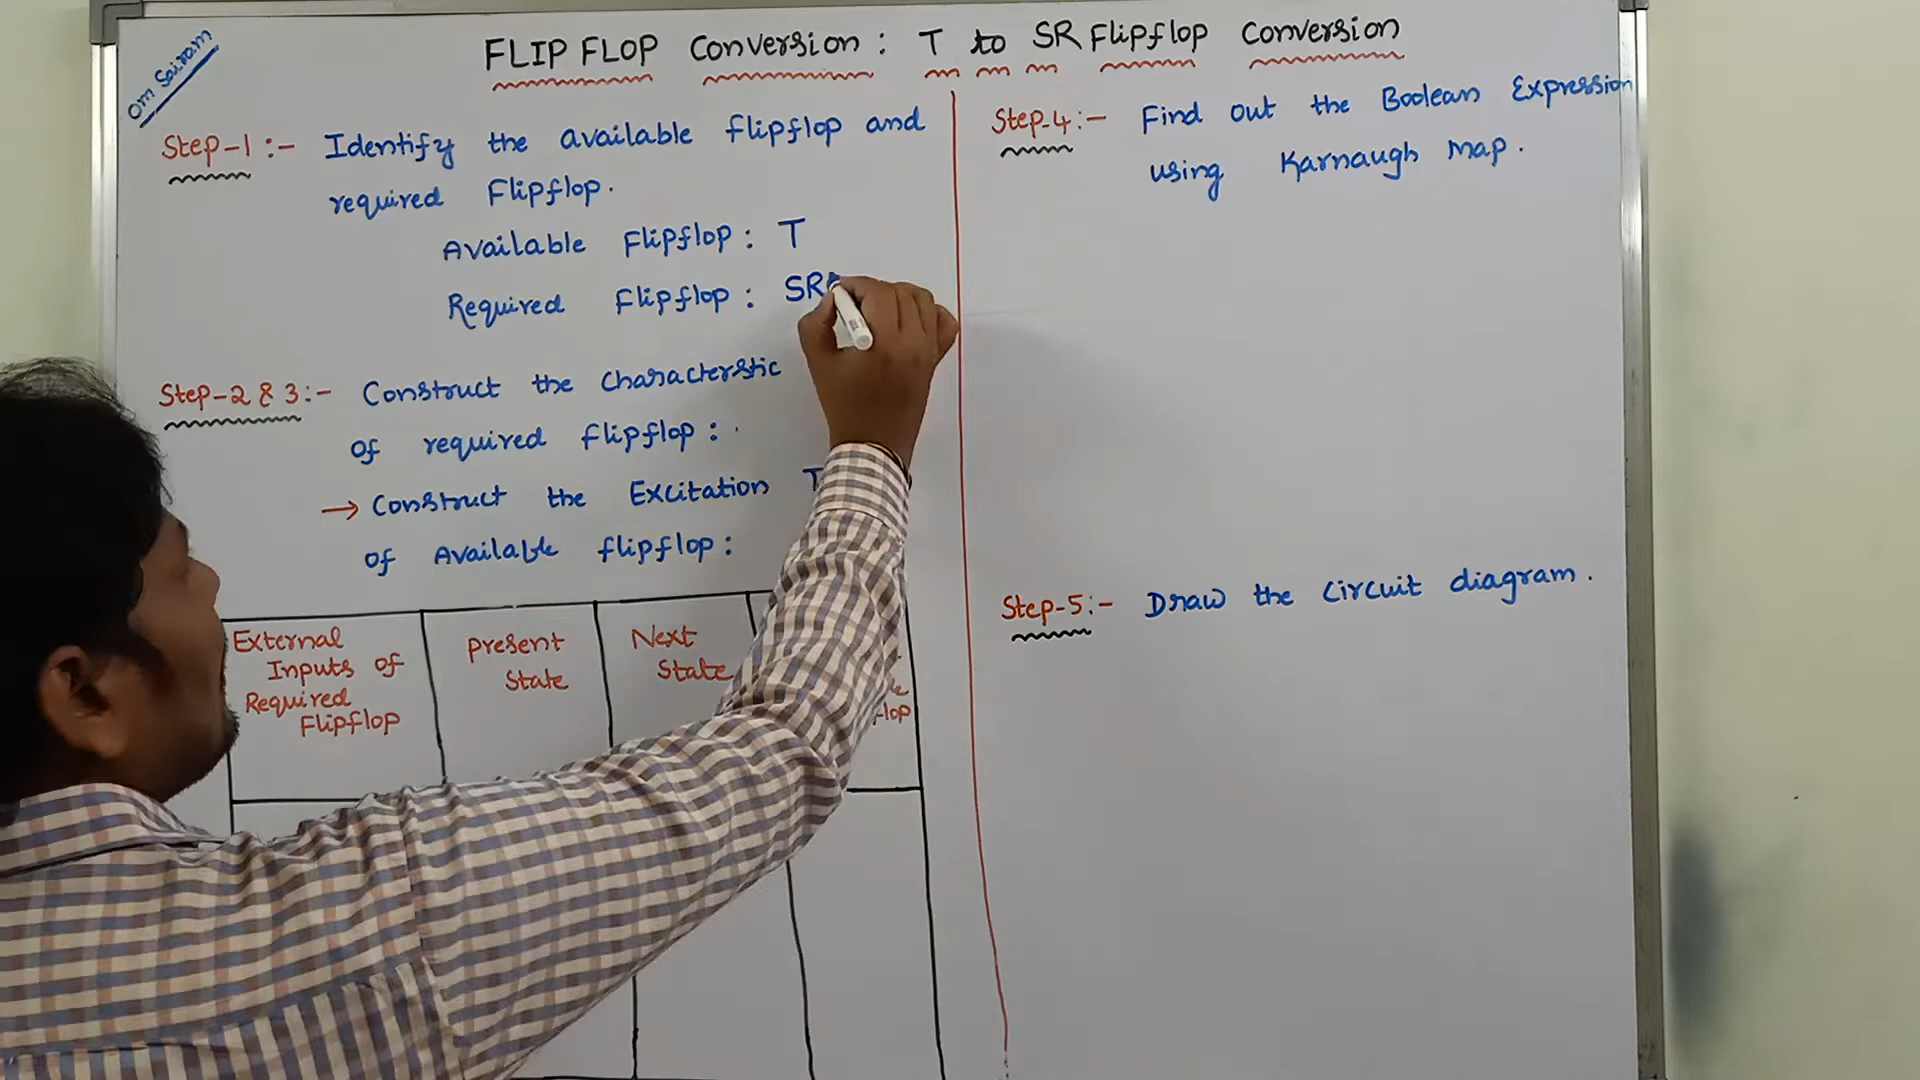 Om Sairam
FLIP FLOP Conversion : T to SR Flipflop Conversion
Step-1 :- Identify the available flipflop and
required Flipflop.
Available Flipflop : T
Required Flipflop : SR
Step-2 & 3 :- Construct the Characterstic
of required flipflop :
→ Construct the Excitation T
of Available flipflop :
External
Inputs of
Required
Flipflop
present
State
Next
State
flop
Step-4 :- Find out the Boolean Expression
using Karnaugh Map.
Step-5 :- Draw the Circuit diagram.